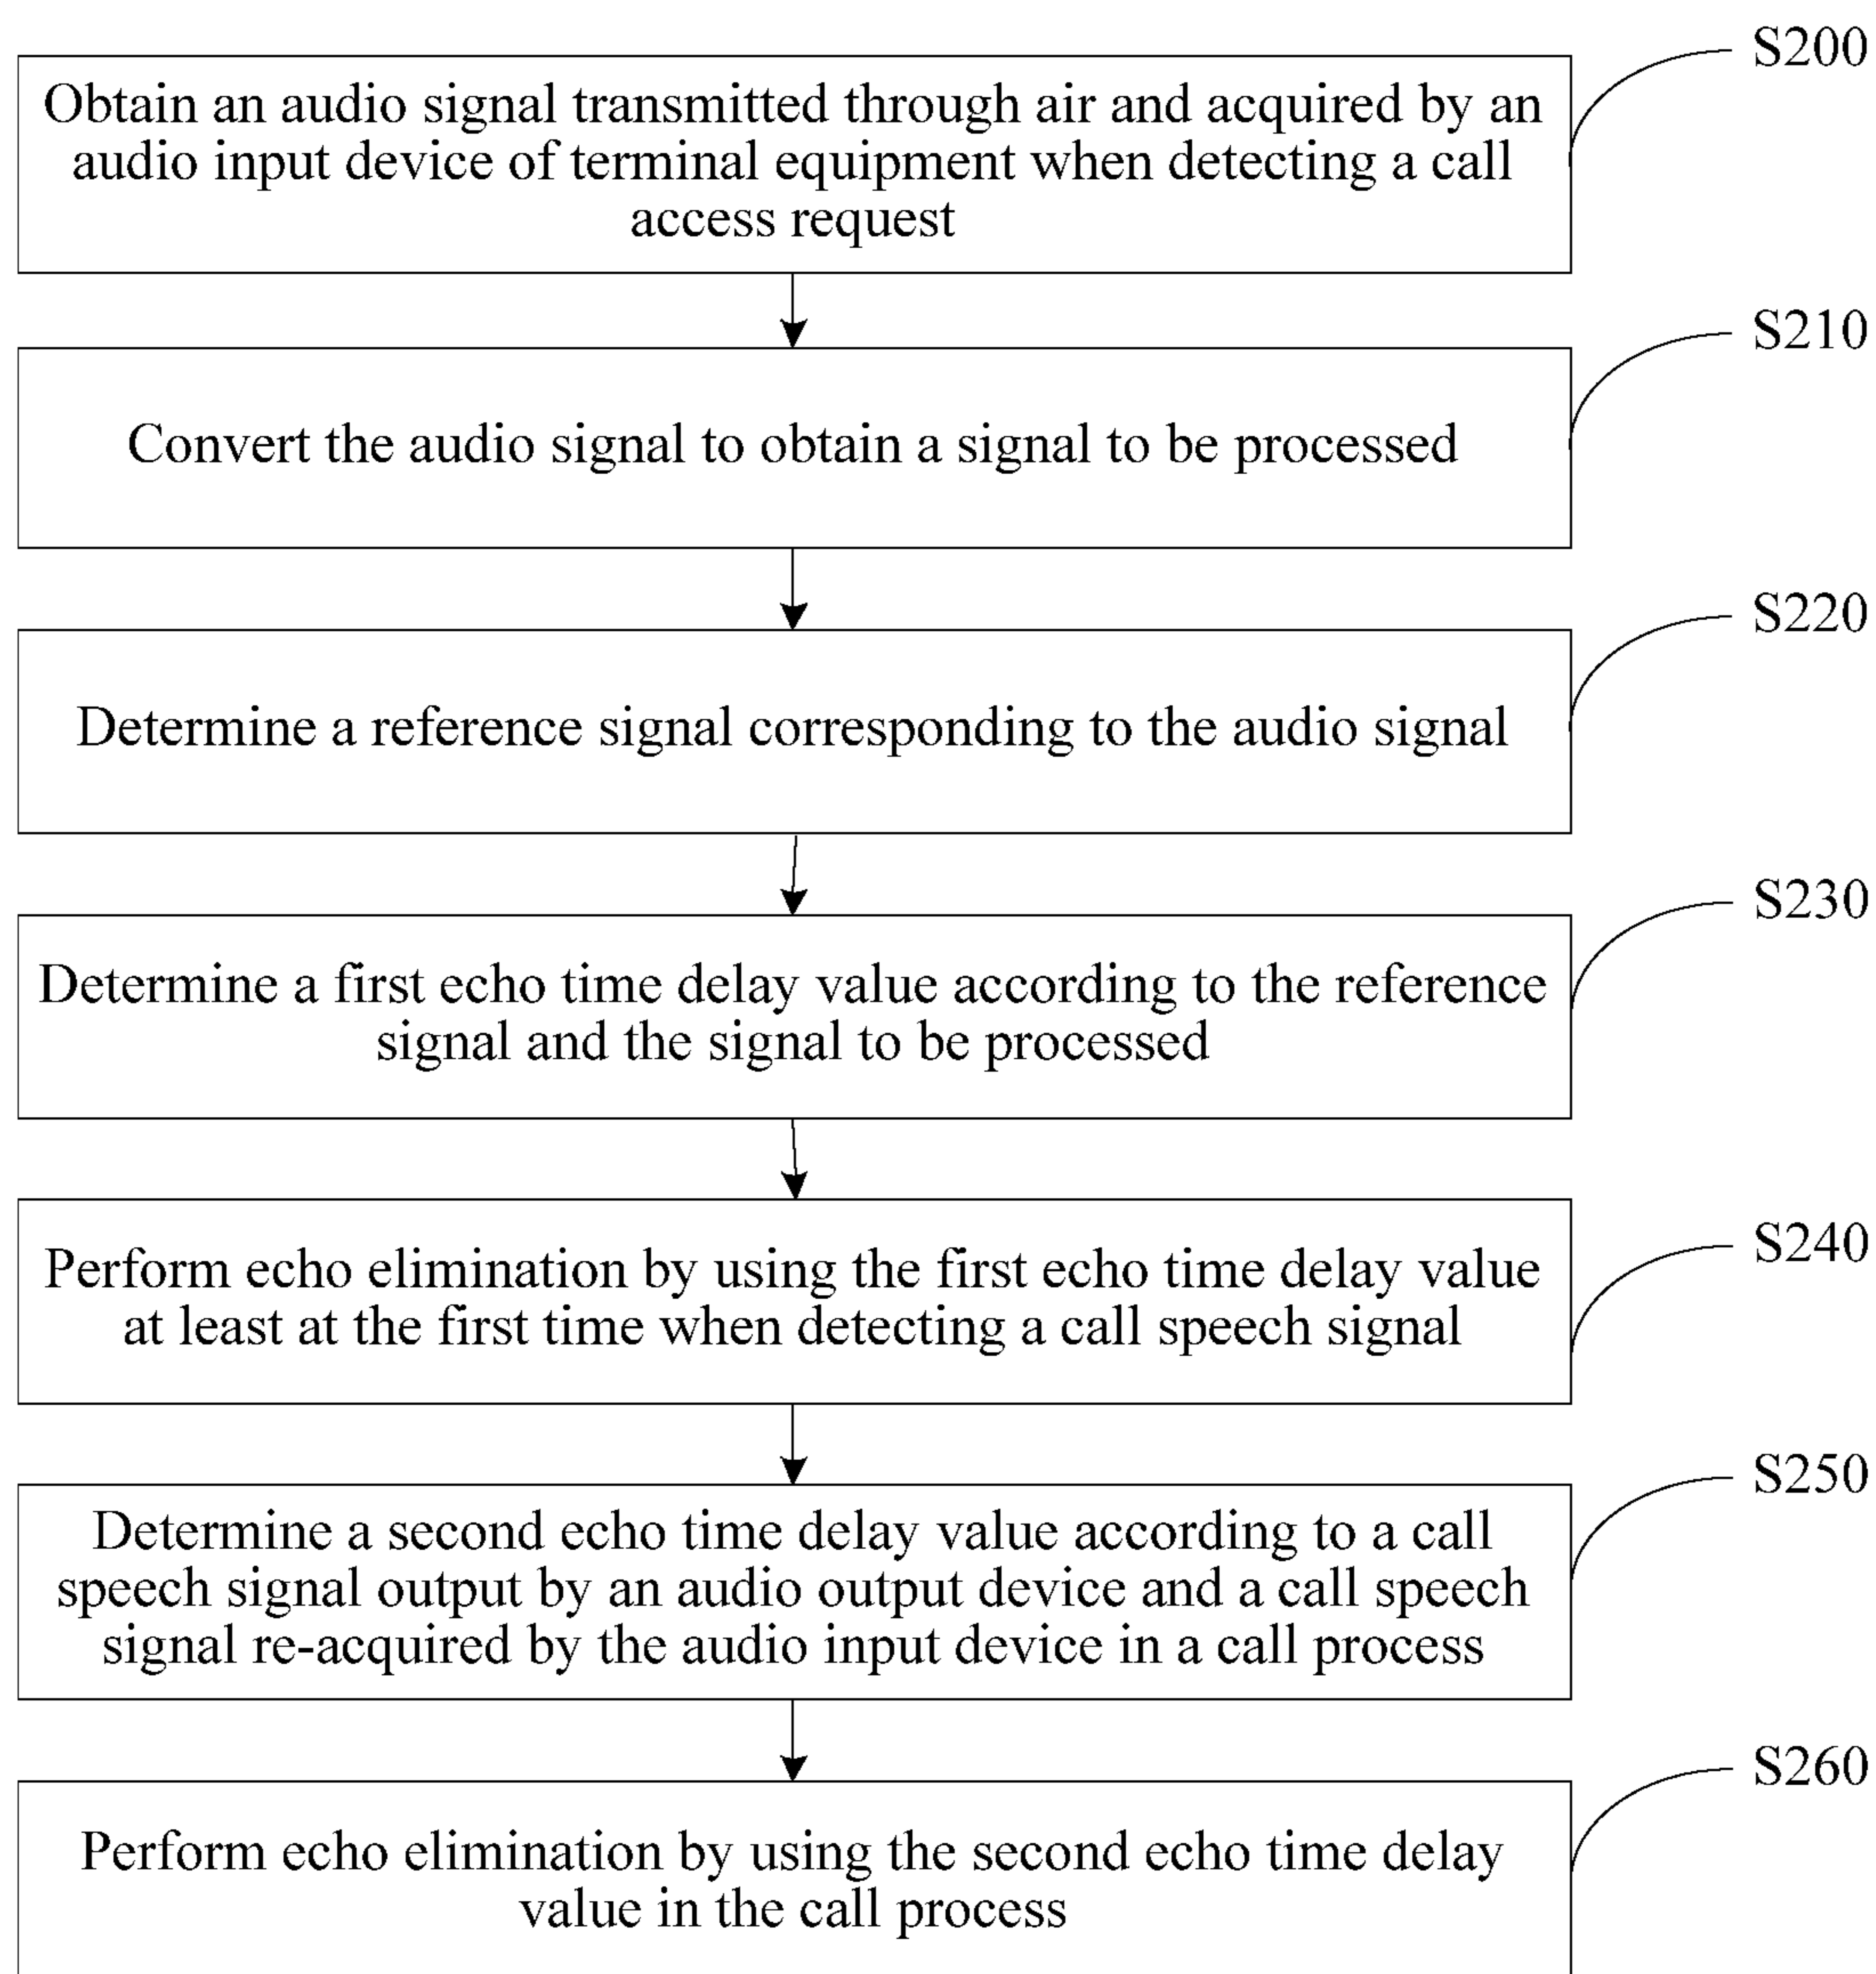 S200
Obtain an audio signal transmitted through air and acquired by an
audio input device of terminal equipment when detecting a call
access request
S210
Convert the audio signal to obtain a signal to be processed
S220
Determine a reference signal corresponding to the audio signal
S230
Determine a first echo time delay value according to the reference
signal and the signal to be processed
S240
Perform echo elimination by using the first echo time delay value
at least at the first time when detecting a call speech signal
S250
Determine a second echo time delay value according to a call
speech signal output by an audio output device and a call speech
signal re-acquired by the audio input device in a call process
S260
Perform echo elimination by using the second echo time delay
value in the call process